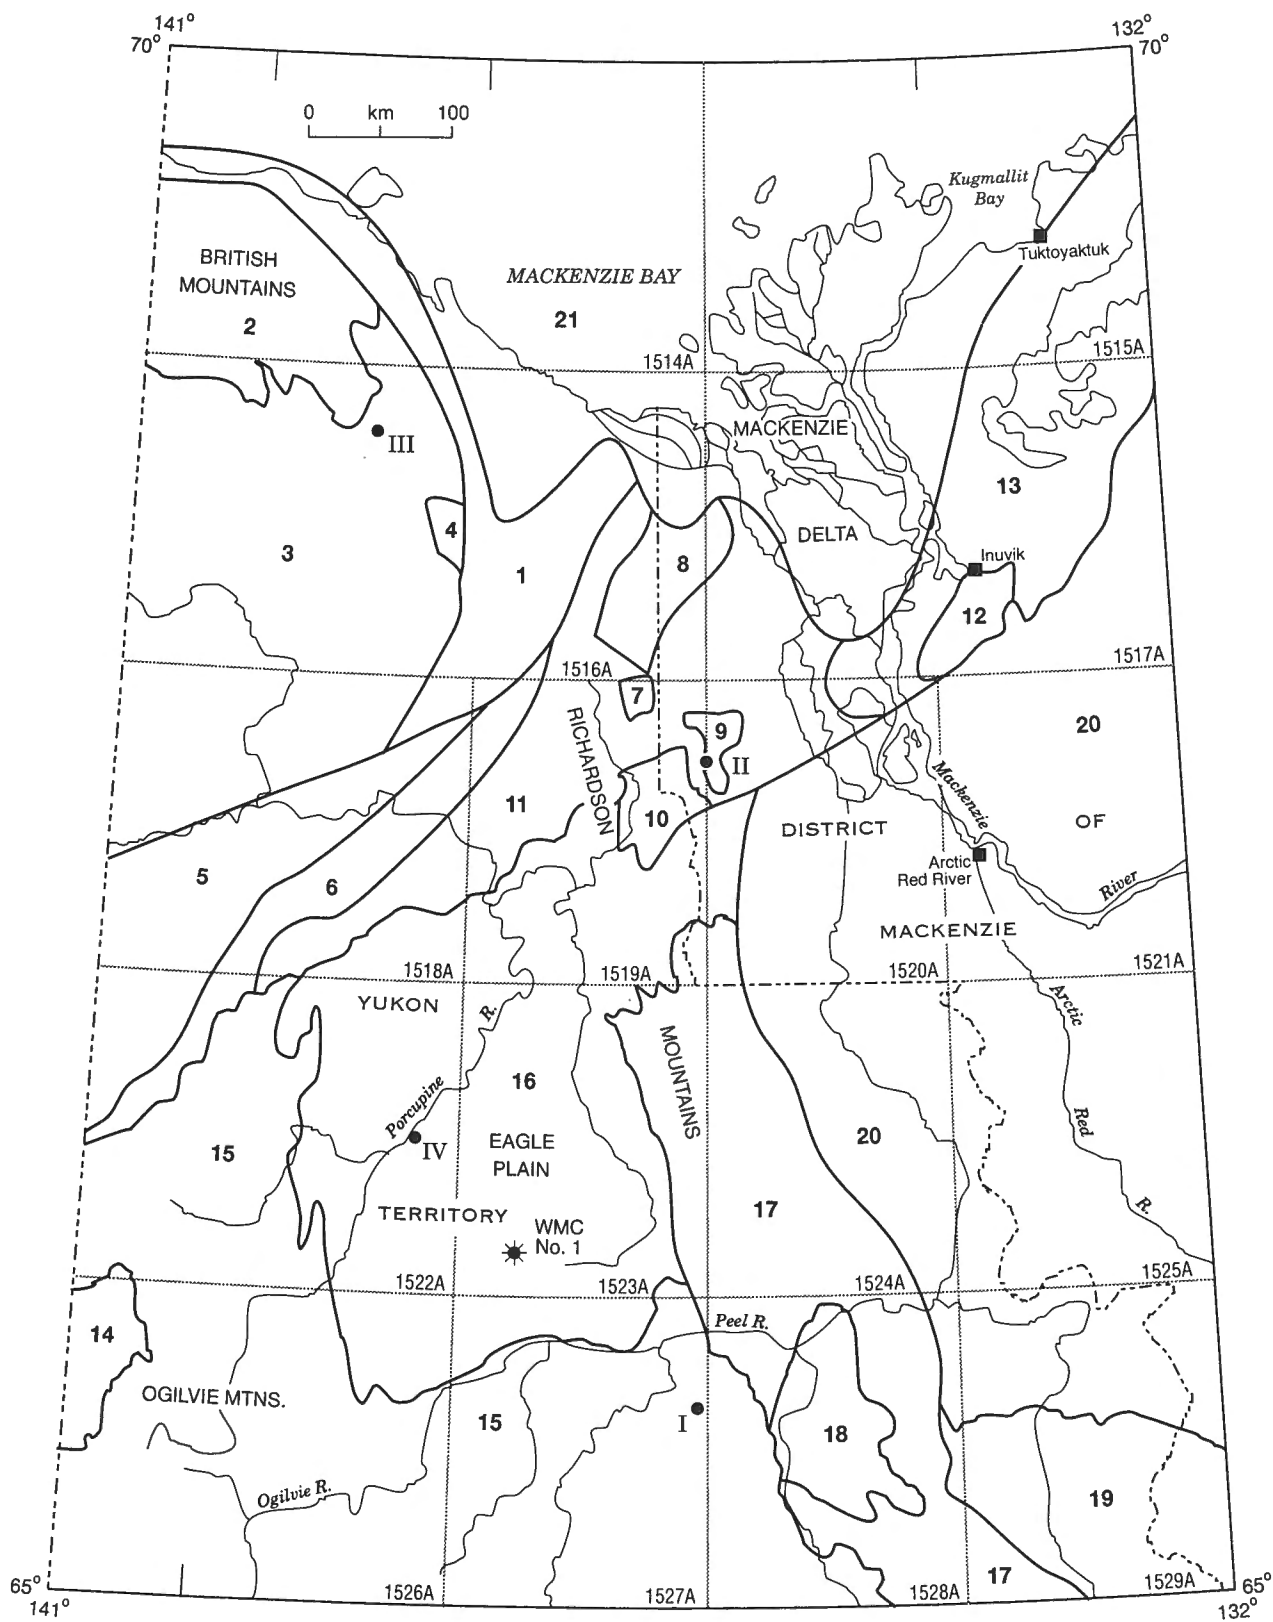 141°
132°
70°
70°
0 km 100
Kugmallit
Bay
Tuktoyaktuk
BRITISH
MOUNTAINS
2
MACKENZIE BAY
21
1514A
1515A
MACKENZIE
III
13
DELTA
4
3
1
8
Inuvik
12
1516A
1517A
7
RICHARDSON
9
II
20
Mackenzie
11
10
DISTRICT
OF
Arctic
Red River
River
5
6
MACKENZIE
1518A
1519A
1520A
1521A
YUKON
R.
Arctic
MOUNTAINS
16
Porcupine
Red
IV
EAGLE
PLAIN
15
20
17
TERRITORY
WMC
No. 1
R.
1522A
1523A
1524A
1525A
14
Peel R.
OGILVIE MTNS.
I
15
18
19
Ogilvie R.
17
65°
1526A
1527A
1528A
1529A
65°
141°
132°